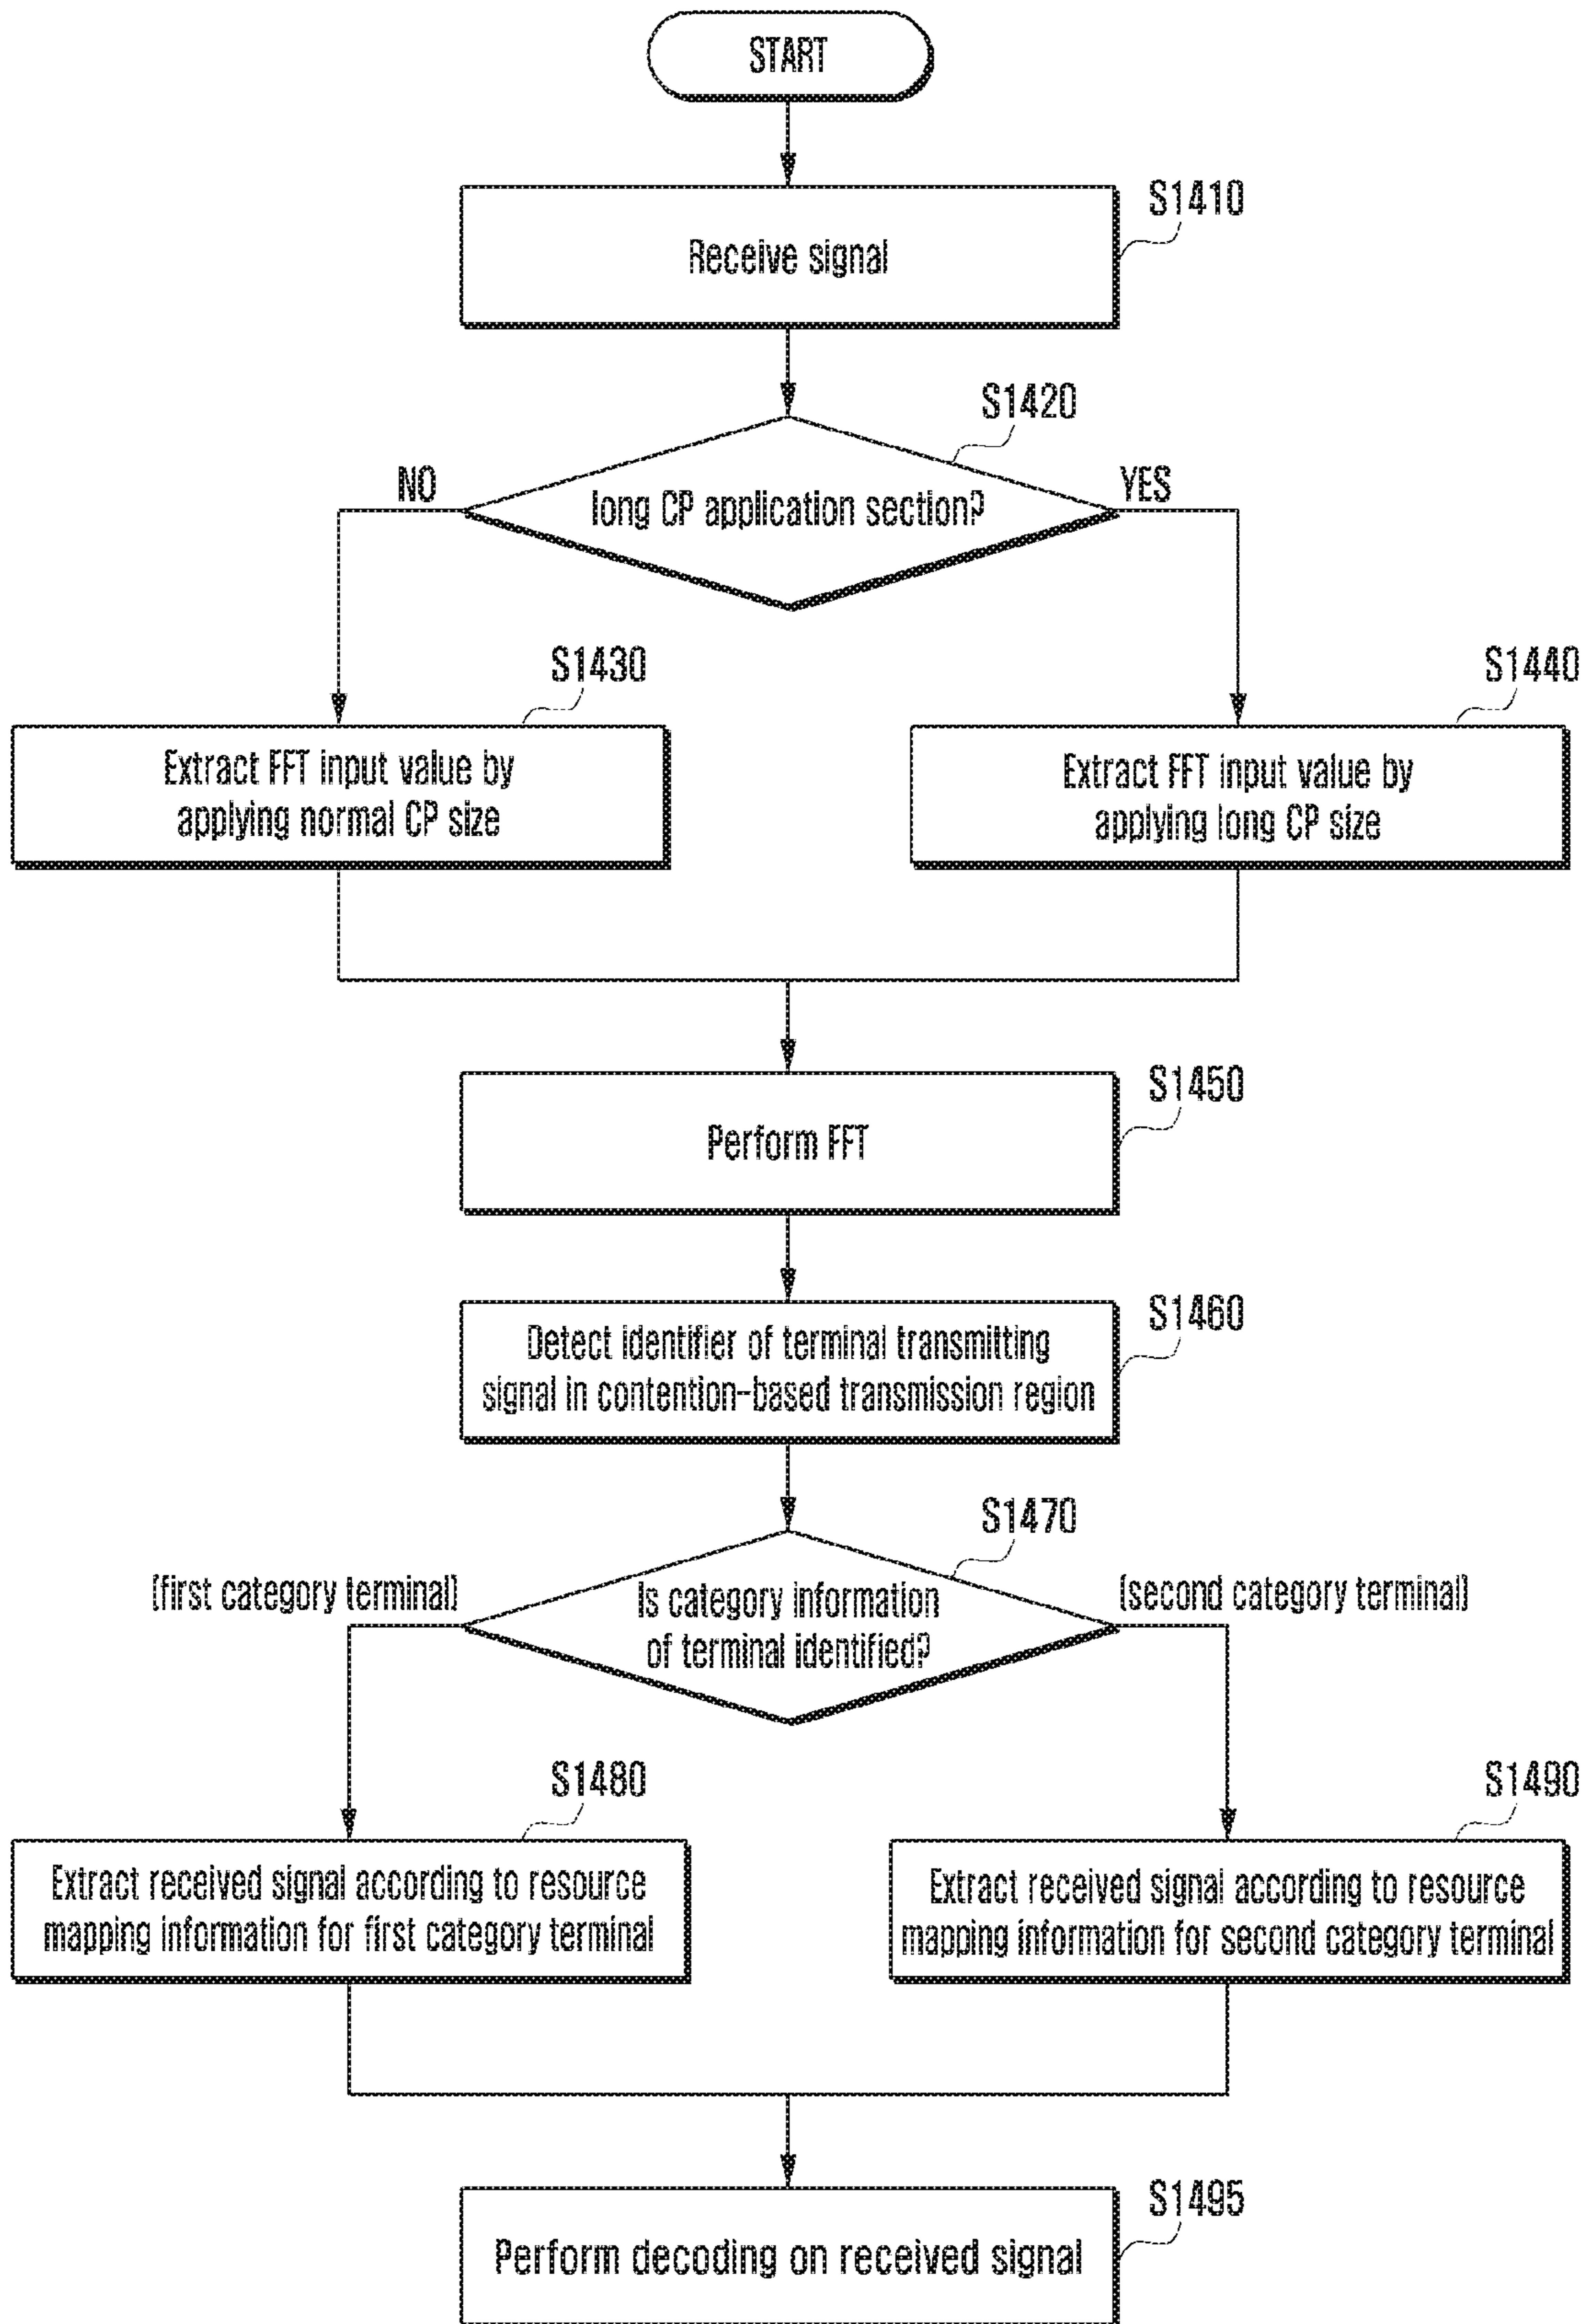 START
S1410
Receive signal
S1420
NO
long CP application section?
YES
S1430
S1440
Extract FFT input value by
applying normal CP size
Extract FFT input value by
applying long CP size
S1450
Perform FFT
S1460
Detect identifier of terminal transmitting
signal in contention-based transmission region
S1470
(first category terminal)
Is category information
of terminal identified?
(second category terminal)
S1480
S1490
Extract received signal according to resource
mapping information for first category terminal
Extract received signal according to resource
mapping information for second category terminal
S1495
Perform decoding on received signal